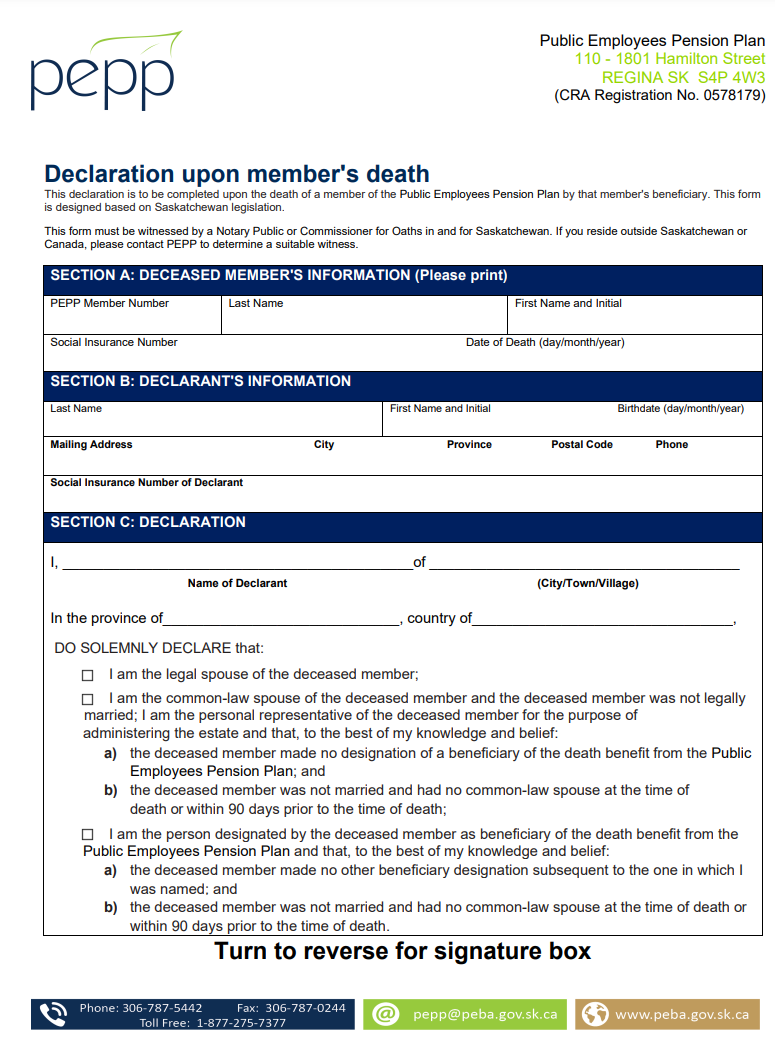 pepp
Public Employees Pension Plan
110 - 1801 Hamilton Street
REGINA SK S4P 4W3
(CRA Registration No. 0578179)
Declaration upon member's death
This declaration is to be completed upon the death of a member of the Public Employees Pension Plan by that member's beneficiary. This form
is designed based on Saskatchewan legislation.
This form must be witnessed by a Notary Public or Commissioner for Oaths in and for Saskatchewan. If you reside outside Saskatchewan or
Canada, please contact PEPP to determine a suitable witness.
SECTION A: DECEASED MEMBER'S INFORMATION (Please print)
PEPP Member Number Last Name First Name and Initial
Social Insurance Number Date of Death (day/month/year)
SECTION B: DECLARANT'S INFORMATION
Last Name First Name and Initial Birthdate (day/month/year)
Mailing Address City Province Postal Code Phone
Social Insurance Number of Declarant
SECTION C: DECLARATION
I, ______ of ______
Name of Declarant (City/Town/Village)
In the province of______, country of______,
DO SOLEMNLY DECLARE that:
☐ I am the legal spouse of the deceased member;
☐ I am the common-law spouse of the deceased member and the deceased member was not legally
married; I am the personal representative of the deceased member for the purpose of
administering the estate and that, to the best of my knowledge and belief:
a) the deceased member made no designation of a beneficiary of the death benefit from the Public
Employees Pension Plan; and
b) the deceased member was not married and had no common-law spouse at the time of
death or within 90 days prior to the time of death;
☐ I am the person designated by the deceased member as beneficiary of the death benefit from the
Public Employees Pension Plan and that, to the best of my knowledge and belief:
a) the deceased member made no other beneficiary designation subsequent to the one in which I
was named; and
b) the deceased member was not married and had no common-law spouse at the time of death or
within 90 days prior to the time of death.
Turn to reverse for signature box
Phone: 306-787-5442 Fax: 306-787-0244
Toll Free: 1-877-275-7377
pepp@peba.gov.sk.ca
www.peba.gov.sk.ca